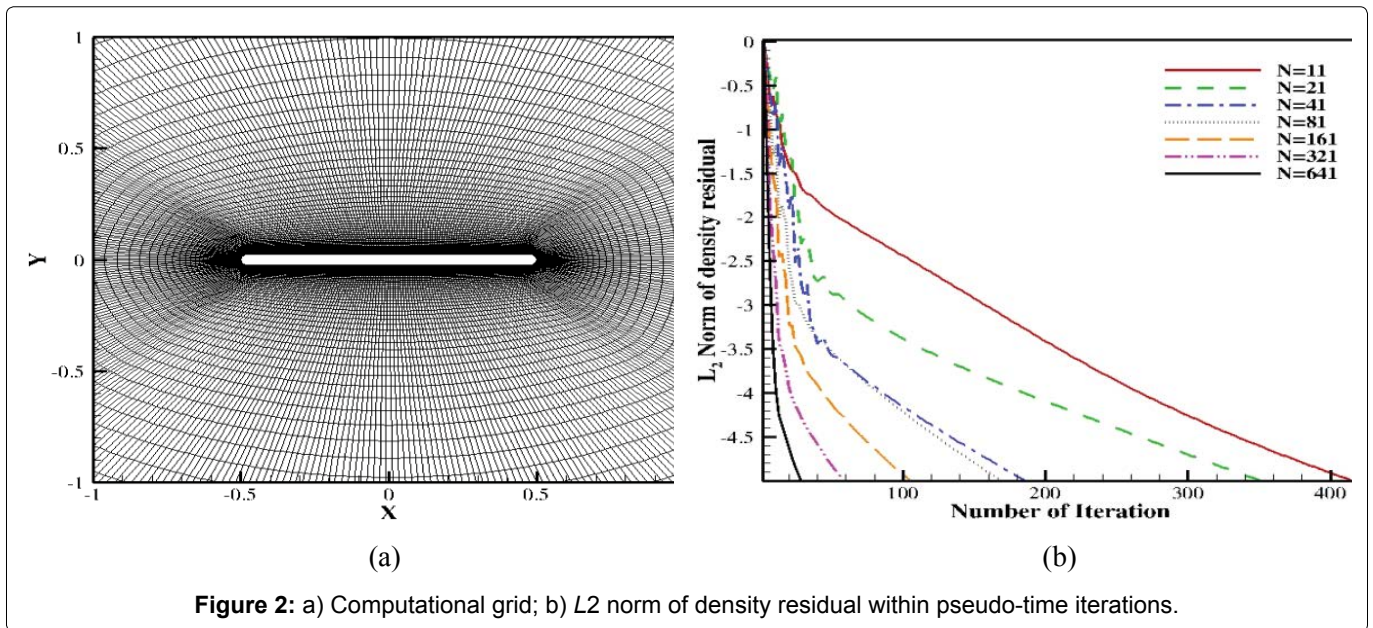 1
0.5
Y
0
-0.5
-1
-1
-0.5
0
0.5
X
(a)
0
-0.5
-1
-1.5
-2
-2.5
-3
-3.5
-4
-4.5
L2 Norm of density residual
N=11
N=21
N=41
N=81
N=161
N=321
N=641
100
200
300
400
Number of Iteration
(b)
Figure 2: a) Computational grid; b) L2 norm of density residual within pseudo-time iterations.